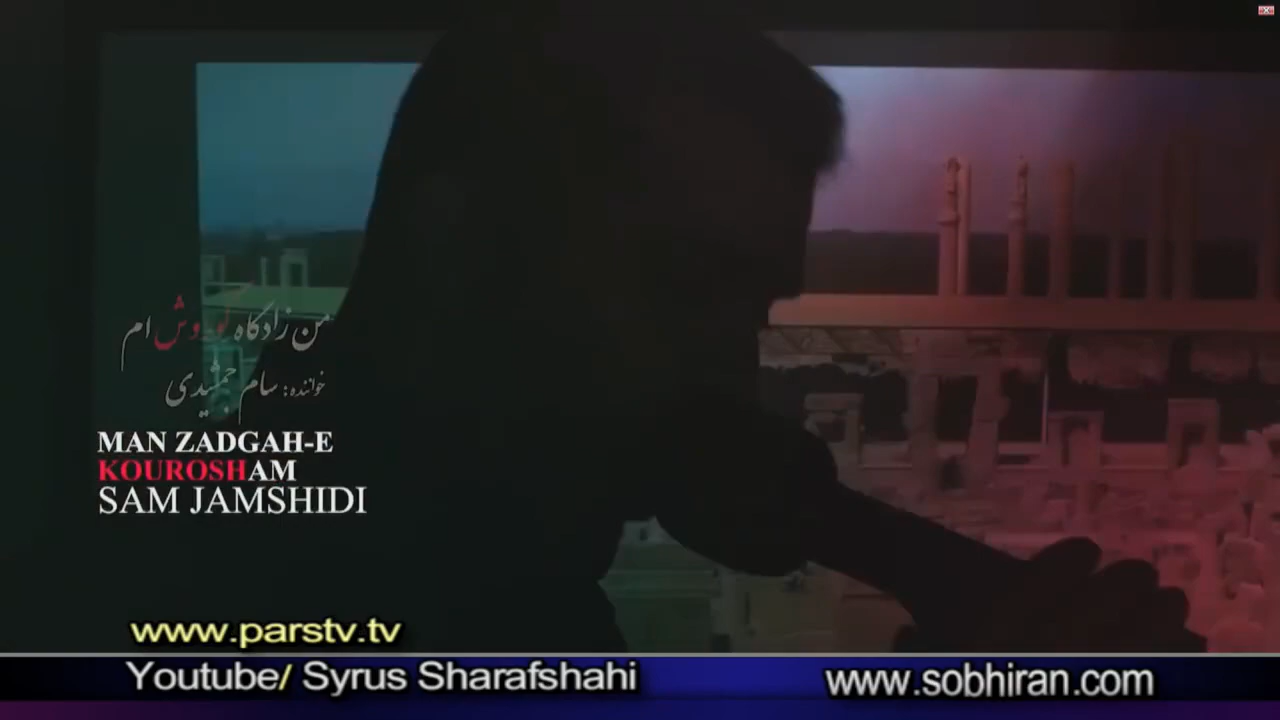 من زادگاه کوروش ام
خواننده: سام جمشیدی
MAN ZADGAH-E
KOUROSHAM
SAM JAMSHIDI
www.parstv.tv
Youtube/ Syrus Sharafshahi
www.sobhiran.com